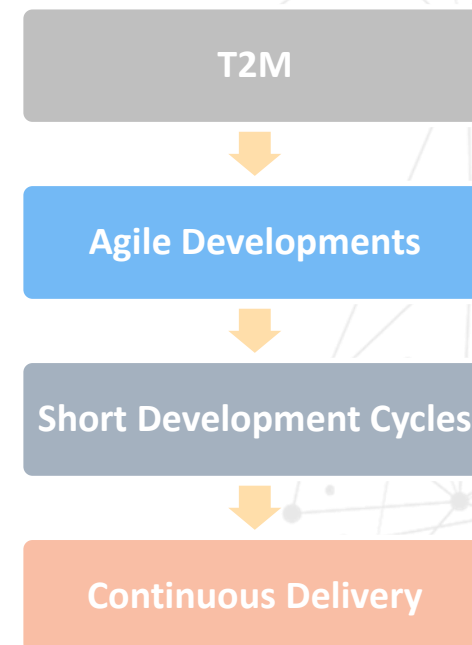 T2M
Agile Developments
Short Development Cycles
Continuous Delivery